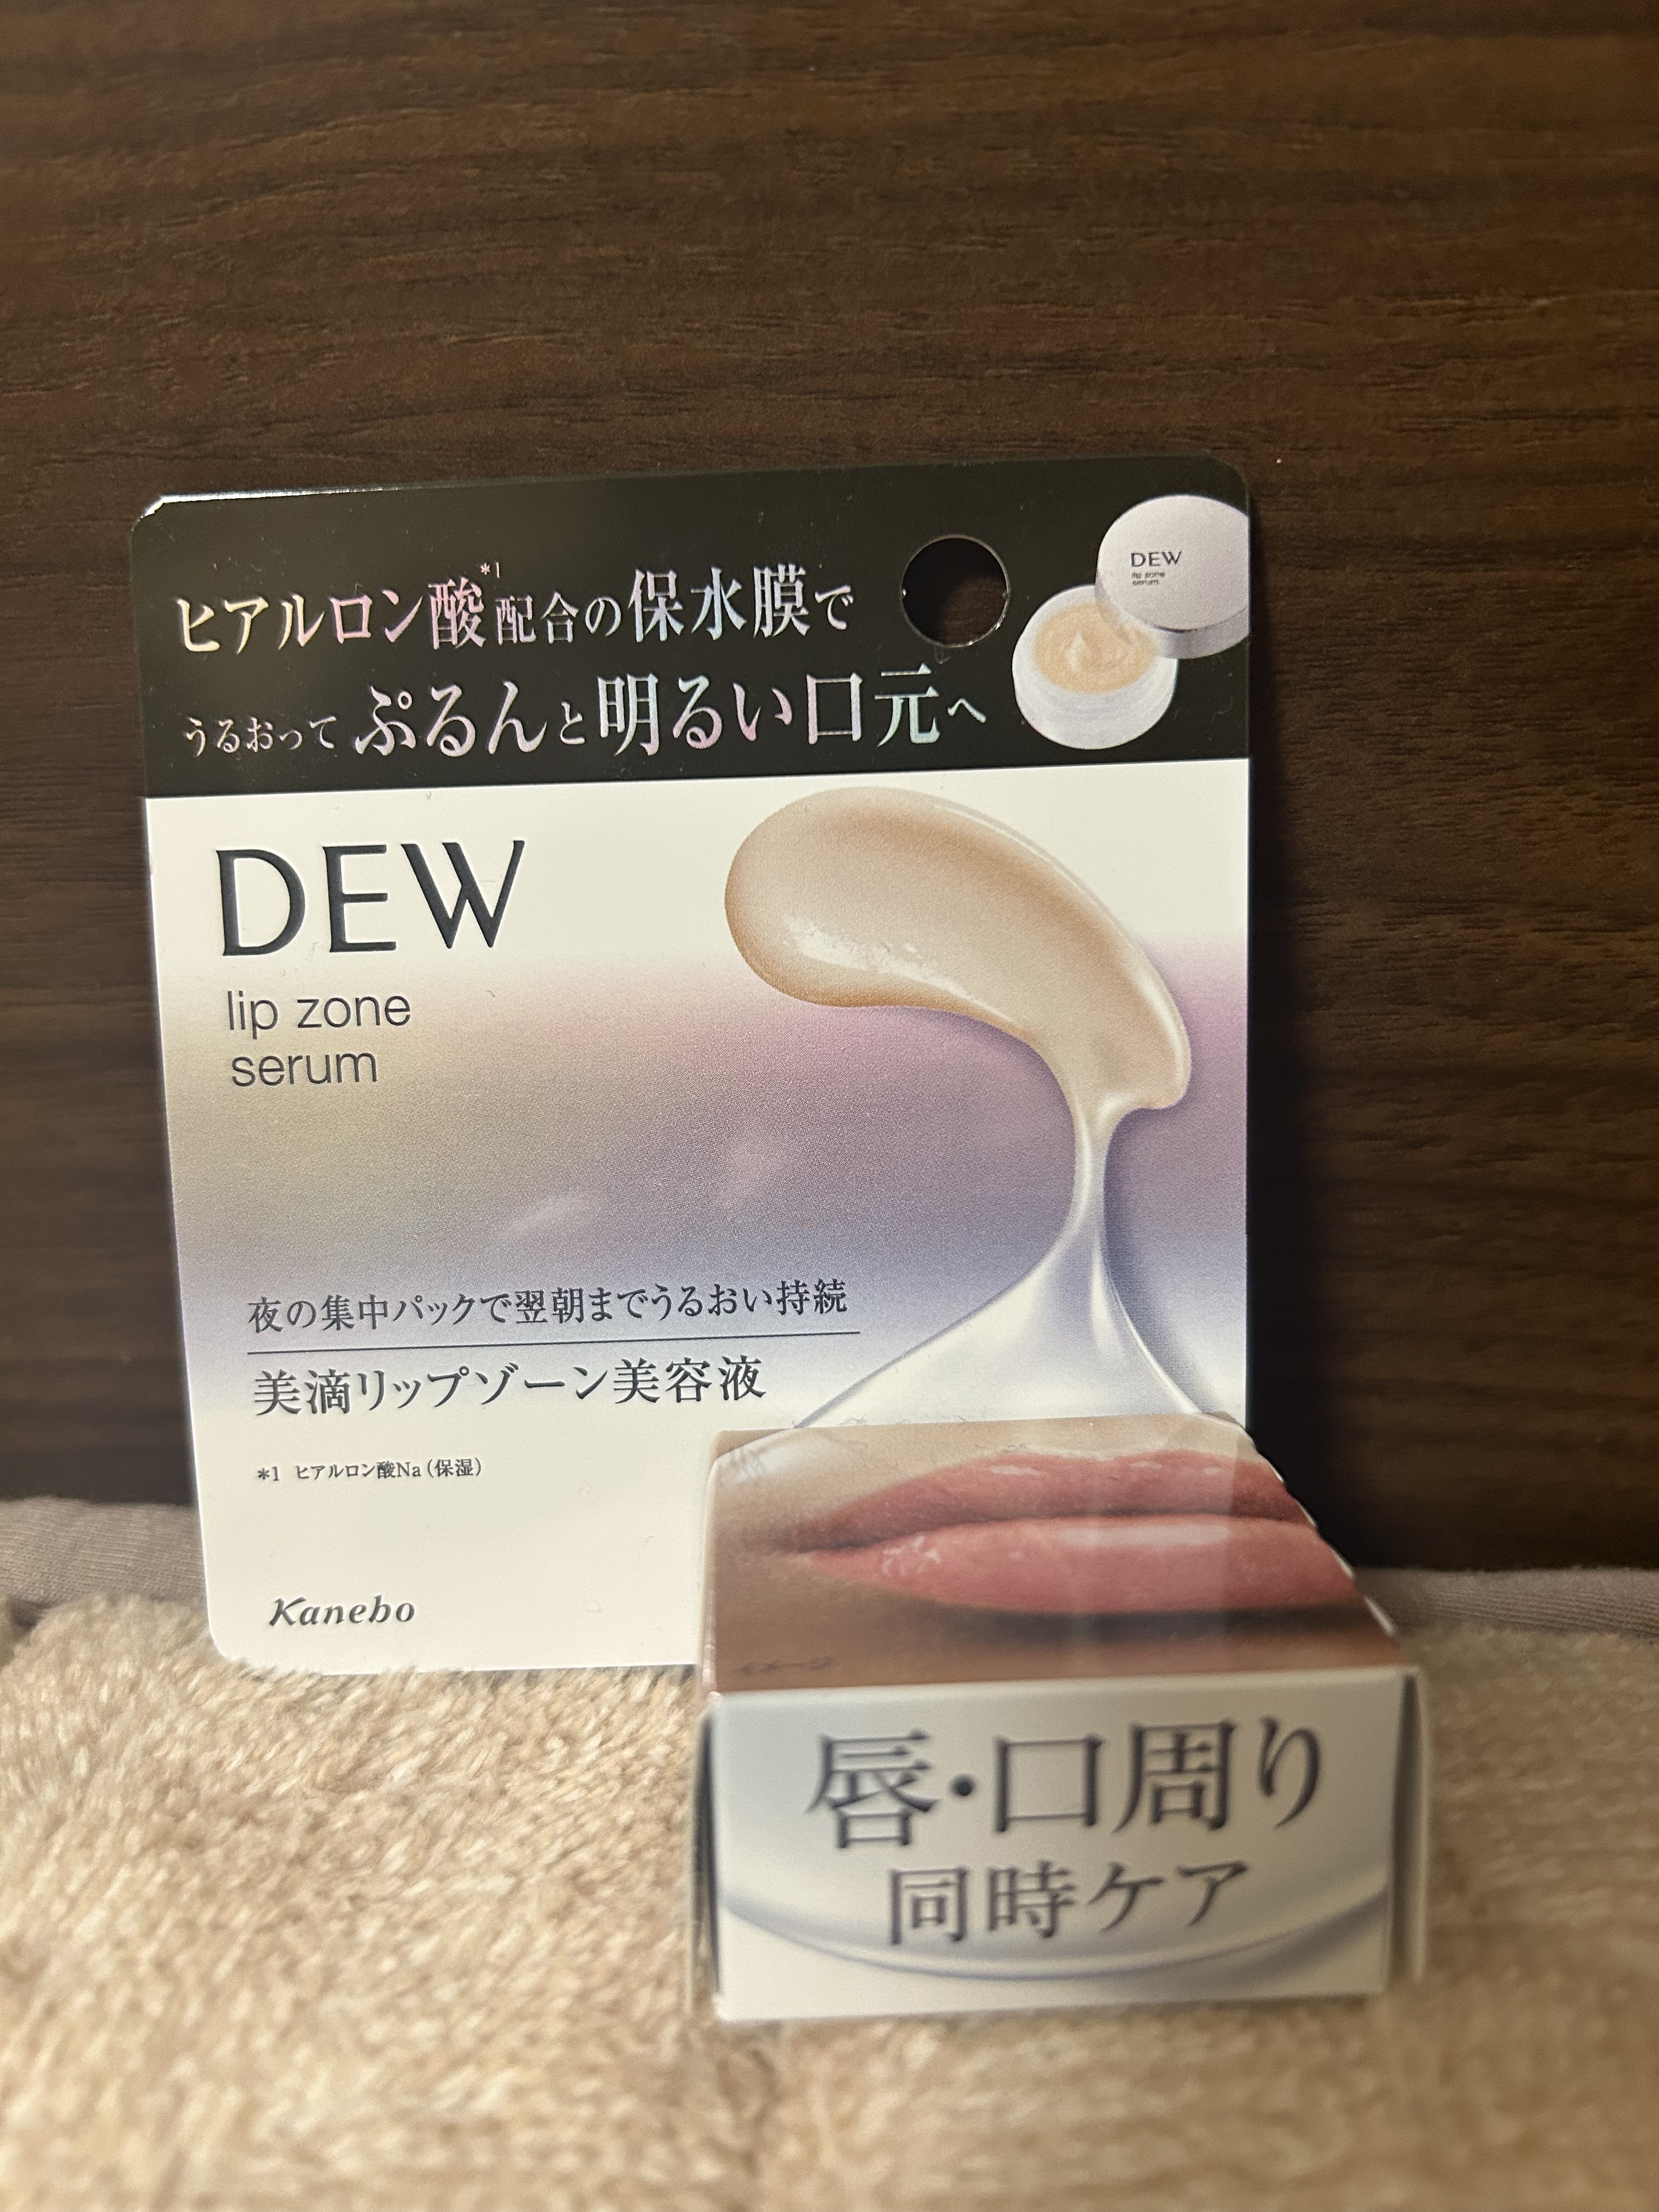 ヒアルロン酸*1配合の保水膜で
うるおって ぷるんと明るい口元へ
DEW
lip zone
serum
DEW
lip zone
serum
夜の集中パックで翌朝までうるおい持続
美滴リップゾーン美容液
*1 ヒアルロン酸Na（保湿）
Kanebo
イメージ
唇・口周り
同時ケア